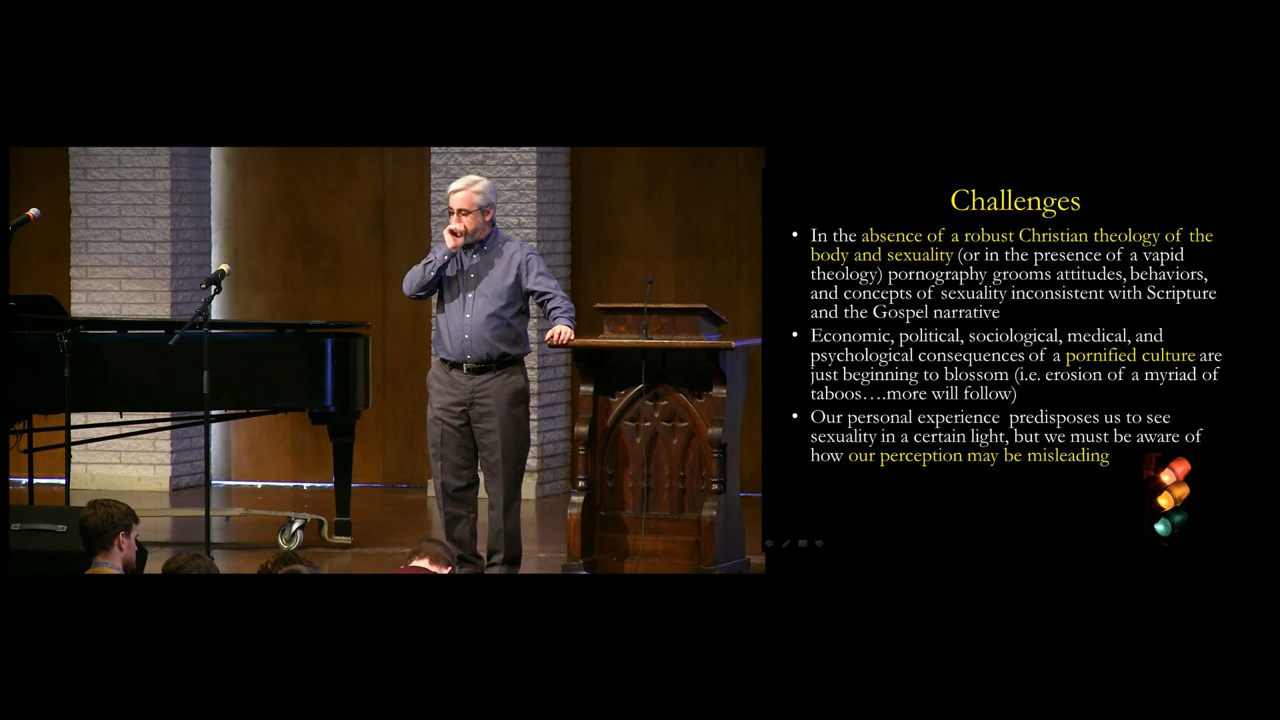 Challenges
• In the absence of a robust Christian theology of the
body and sexuality (or in the presence of a vapid
theology) pornography grooms attitudes, behaviors,
and concepts of sexuality inconsistent with Scripture
and the Gospel narrative
• Economic, political, sociological, medical, and
psychological consequences of a pornified culture are
just beginning to blossom (i.e. erosion of a myriad of
taboos….more will follow)
• Our personal experience predisposes us to see
sexuality in a certain light, but we must be aware of
how our perception may be misleading